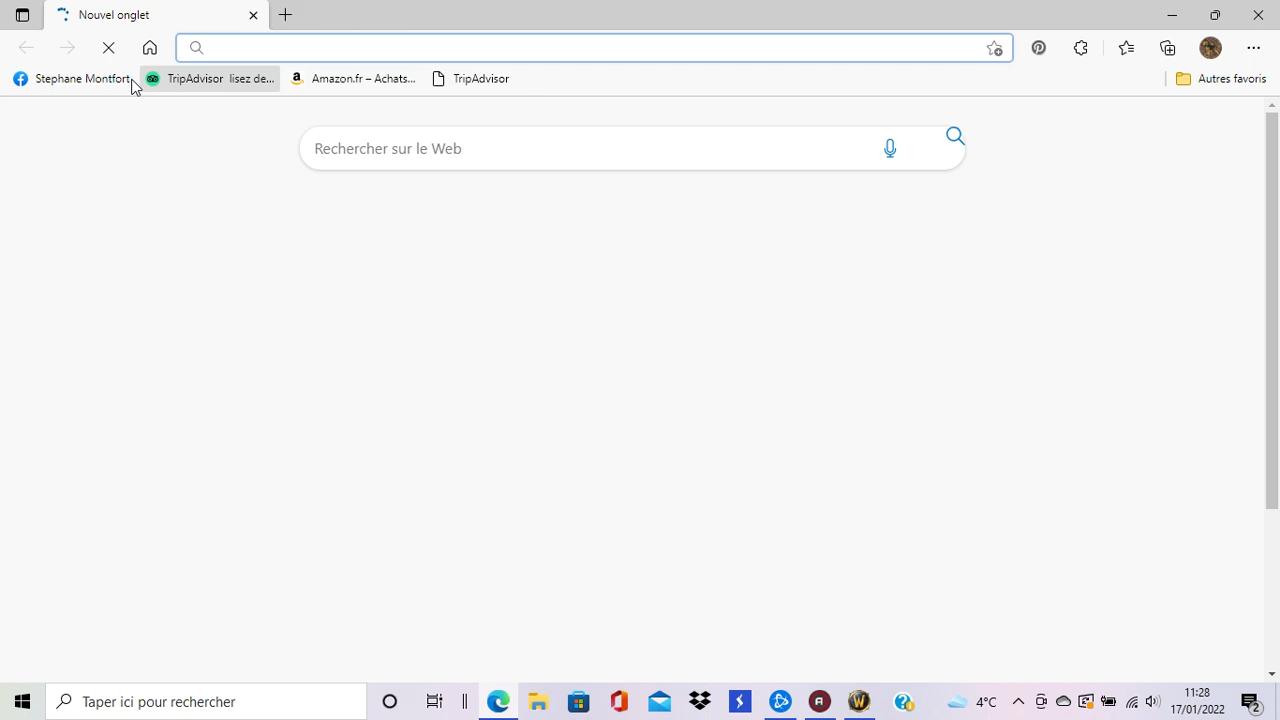 Nouvel onglet
Stephane Montfort
TripAdvisor lisez de...
Amazon.fr – Achats...
TripAdvisor
Autres favoris
Rechercher sur le Web
Taper ici pour rechercher
4°C
11:28
17/01/2022
2